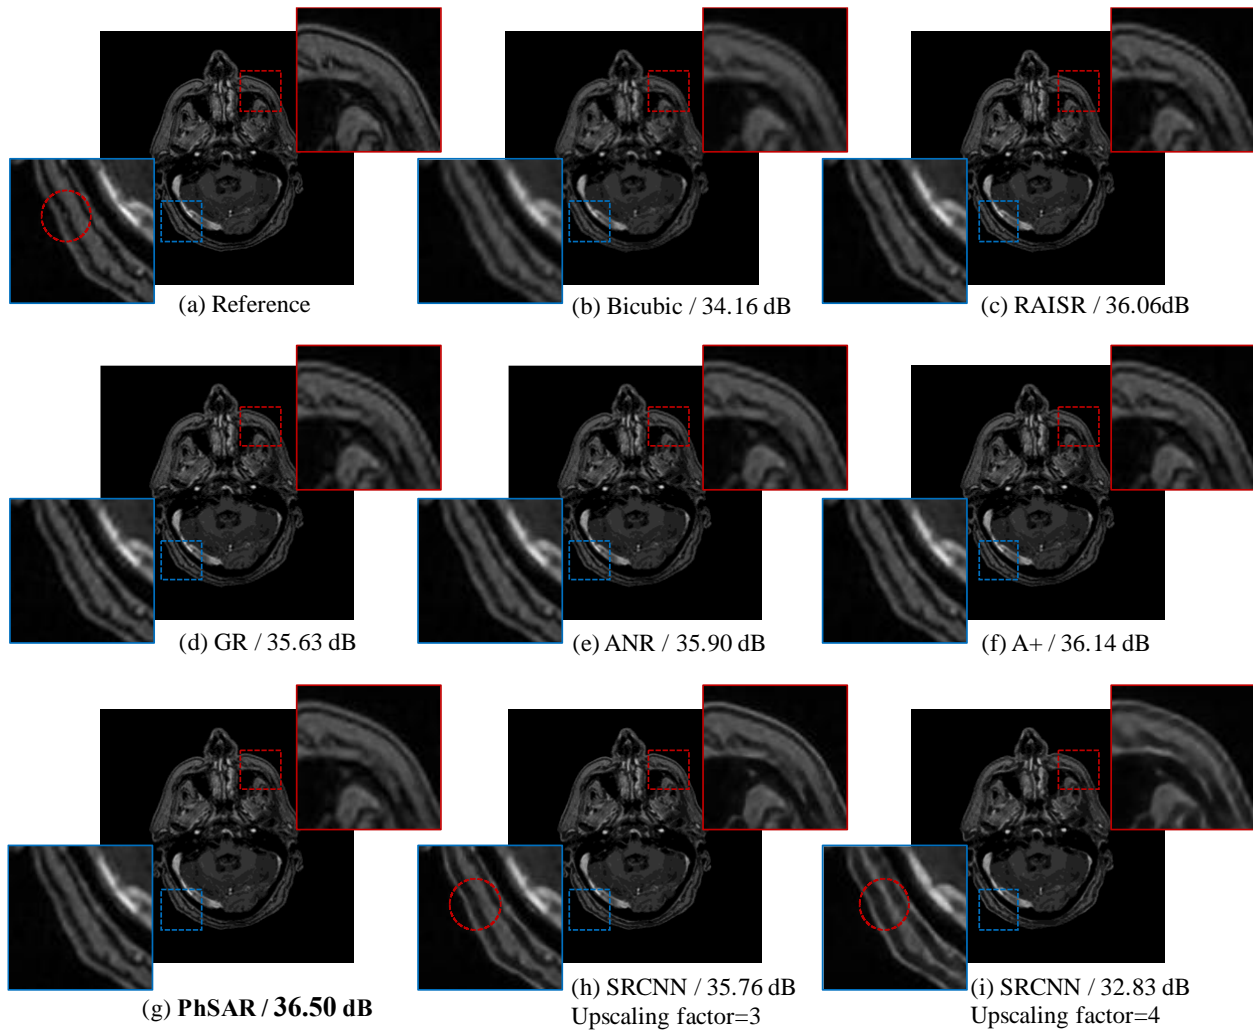 (a) Reference
(b) Bicubic / 34.16 dB
(c) RAISR / 36.06dB
(d) GR / 35.63 dB
(e) ANR / 35.90 dB
(f) A+ / 36.14 dB
(g) PhSAR / 36.50 dB
(h) SRCNN / 35.76 dB
Upscaling factor=3
(i) SRCNN / 32.83 dB
Upscaling factor=4